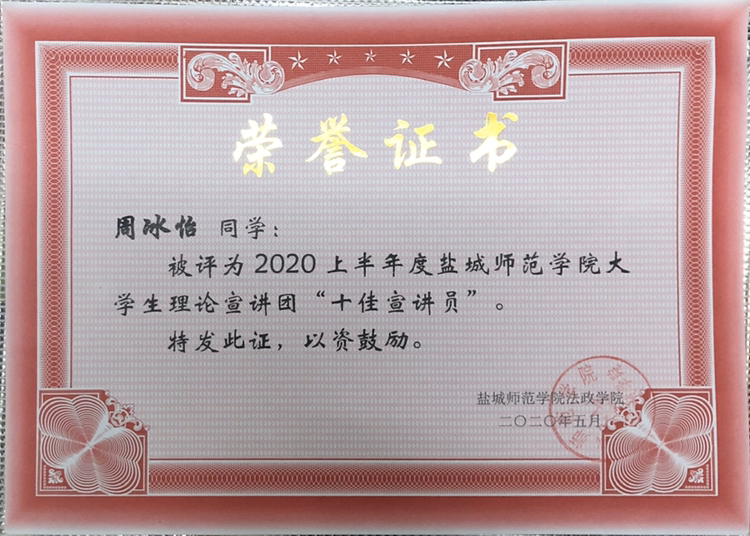 荣誉证书
周冰怡 同学：
被评为2020上半年度盐城师范学院大
学生理论宣讲团“十佳宣讲员”。
特发此证，以资鼓励。
盐城师范学院法政学院
二〇二〇年五月